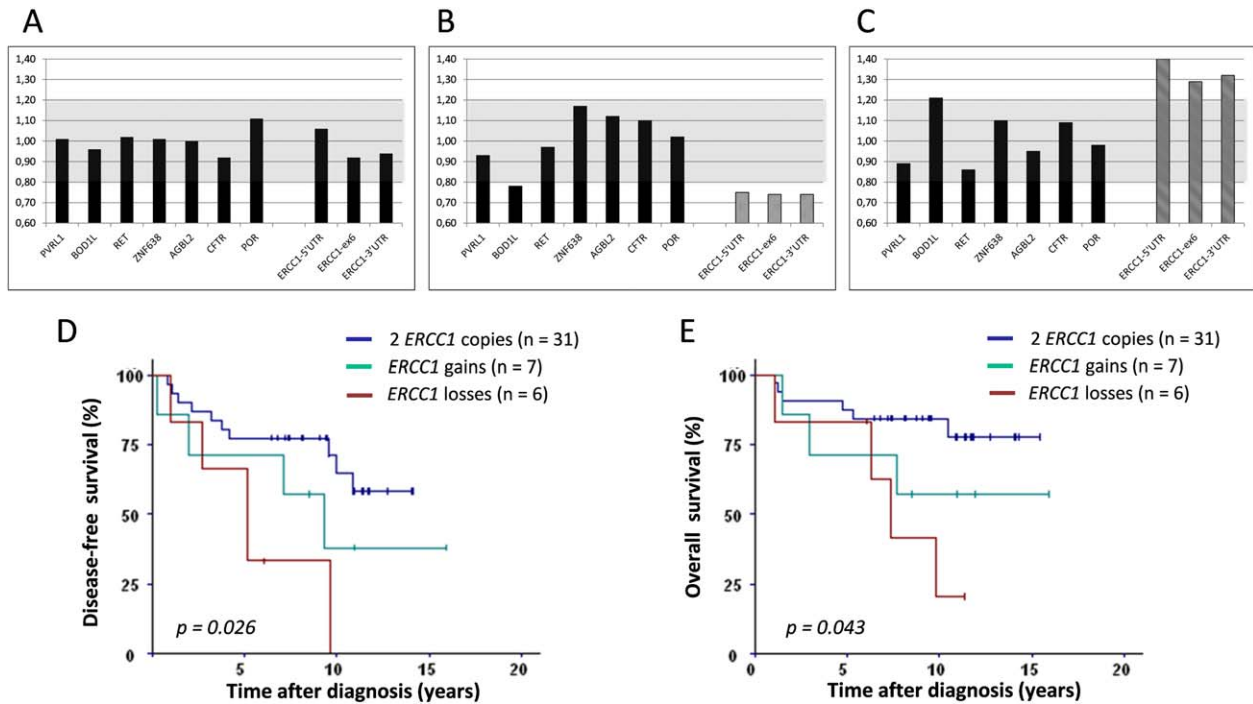 A
1,40
1,30
1,20
1,10
1,00
0,90
0,80
0,70
0,60
PVRL1
BOD1L
RET
ZNF638
AGBL2
CFTR
POR
ERCC1-5'UTR
ERCC1-ex6
ERCC1-3'UTR
B
1,40
1,30
1,20
1,10
1,00
0,90
0,80
0,70
0,60
PVRL1
BOD1L
RET
ZNF638
AGBL2
CFTR
POR
ERCC1-5'UTR
ERCC1-ex6
ERCC1-3'UTR
C
1,40
1,30
1,20
1,10
1,00
0,90
0,80
0,70
0,60
PVRL1
BOD1L
RET
ZNF638
AGBL2
CFTR
POR
ERCC1-5'UTR
ERCC1-ex6
ERCC1-3'UTR
D
2 ERCC1 copies (n = 31)
ERCC1 gains (n = 7)
ERCC1 losses (n = 6)
Disease-free survival (%)
100
75
50
25
0
p = 0.026
5
10
15
20
Time after diagnosis (years)
E
2 ERCC1 copies (n = 31)
ERCC1 gains (n = 7)
ERCC1 losses (n = 6)
Overall survival (%)
100
75
50
25
0
p = 0.043
0
5
10
15
20
Time after diagnosis (years)